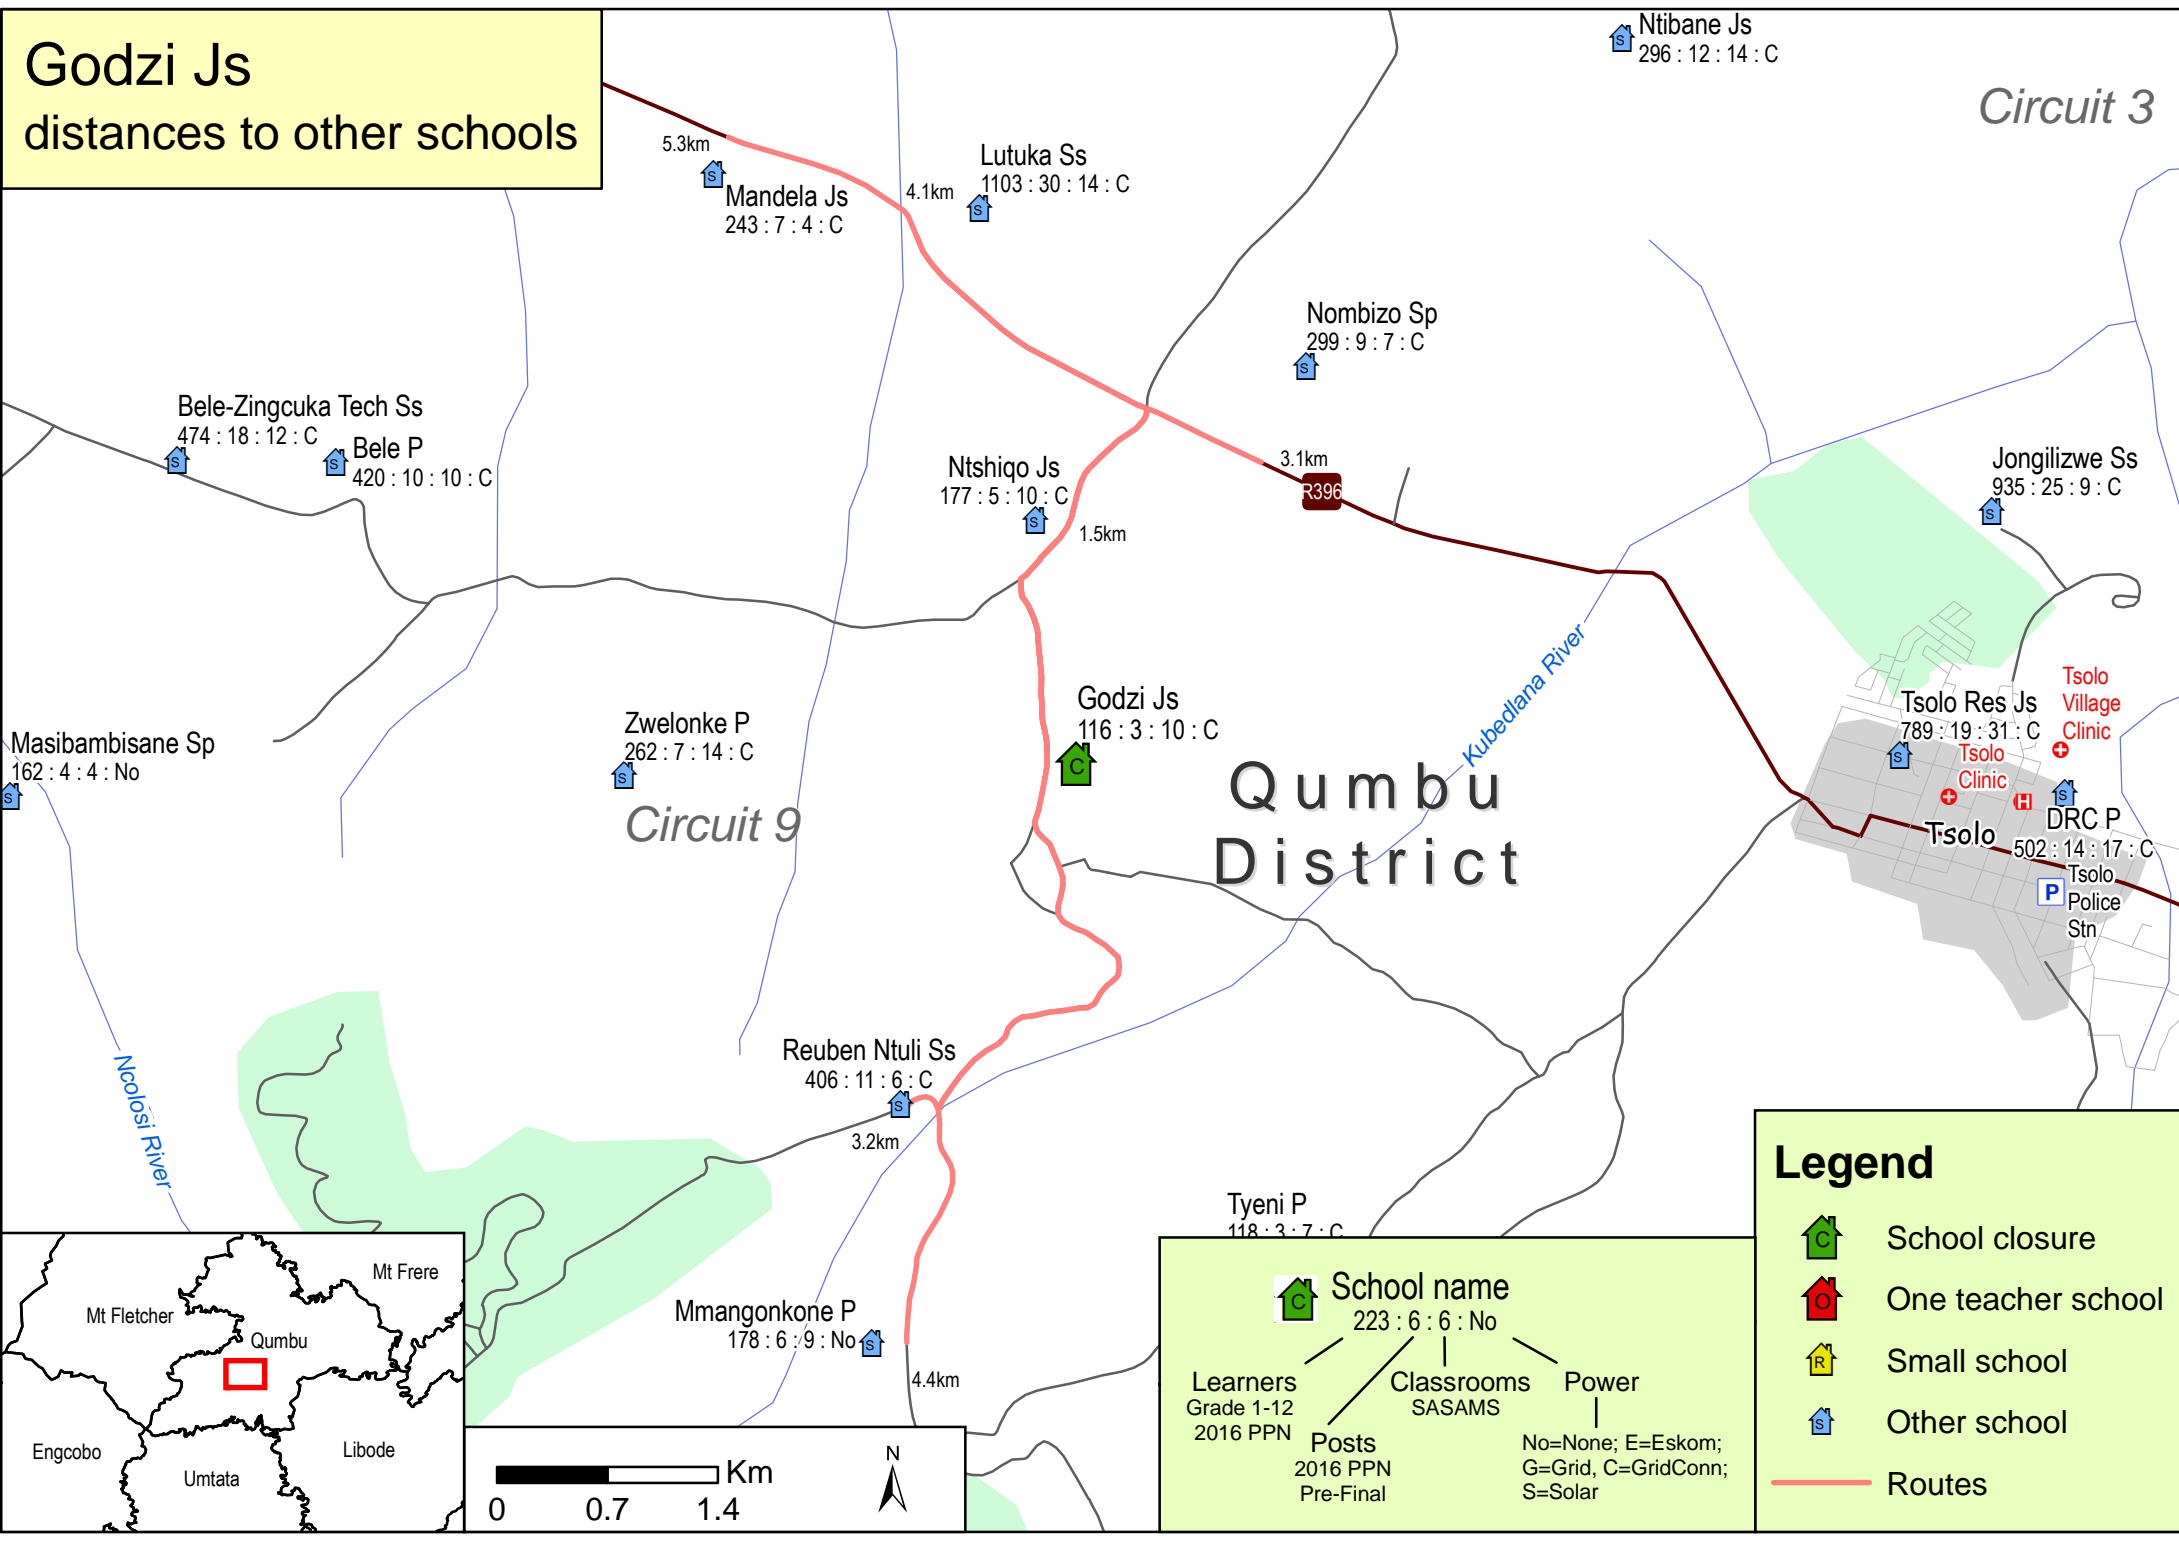 Godzi Js
distances to other schools
Ntibane Js
296 : 12 : 14 : C
Circuit 3
5.3km
Mandela Js
243 : 7 : 4 : C
4.1km
Lutuka Ss
1103 : 30 : 14 : C
Nombizo Sp
299 : 9 : 7 : C
Bele-Zingcuka Tech Ss
474 : 18 : 12 : C
Bele P
420 : 10 : 10 : C
Ntshiqo Js
177 : 5 : 10 : C
3.1km
R396
1.5km
Jongilizwe Ss
935 : 25 : 9 : C
Kubedlana River
Godzi Js
116 : 3 : 10 : C
C
Zwelonke P
262 : 7 : 14 : C
Circuit 9
Masibambisane Sp
162 : 4 : 4 : No
Qumbu
District
Tsolo Res Js
789 : 19 : 31 : C
Tsolo
Village
Clinic
Tsolo
Clinic
H
Tsolo
DRC P
502 : 14 : 17 : C
P
Tsolo
Police
Stn
Ncolosi River
Reuben Ntuli Ss
406 : 11 : 6 : C
3.2km
Tyeni P
118 : 3 : 7 : C
Mmangonkone P
178 : 6 : 9 : No
4.4km
Mt Frere
Mt Fletcher
Qumbu
Engcobo
Umtata
Libode
Km
0 0.7 1.4
N
C
School name
223 : 6 : 6 : No
Learners
Grade 1-12
2016 PPN
Posts
2016 PPN
Pre-Final
Classrooms
SASAMS
Power
No=None; E=Eskom;
G=Grid, C=GridConn;
S=Solar
Legend
C School closure
O One teacher school
R Small school
S Other school
Routes